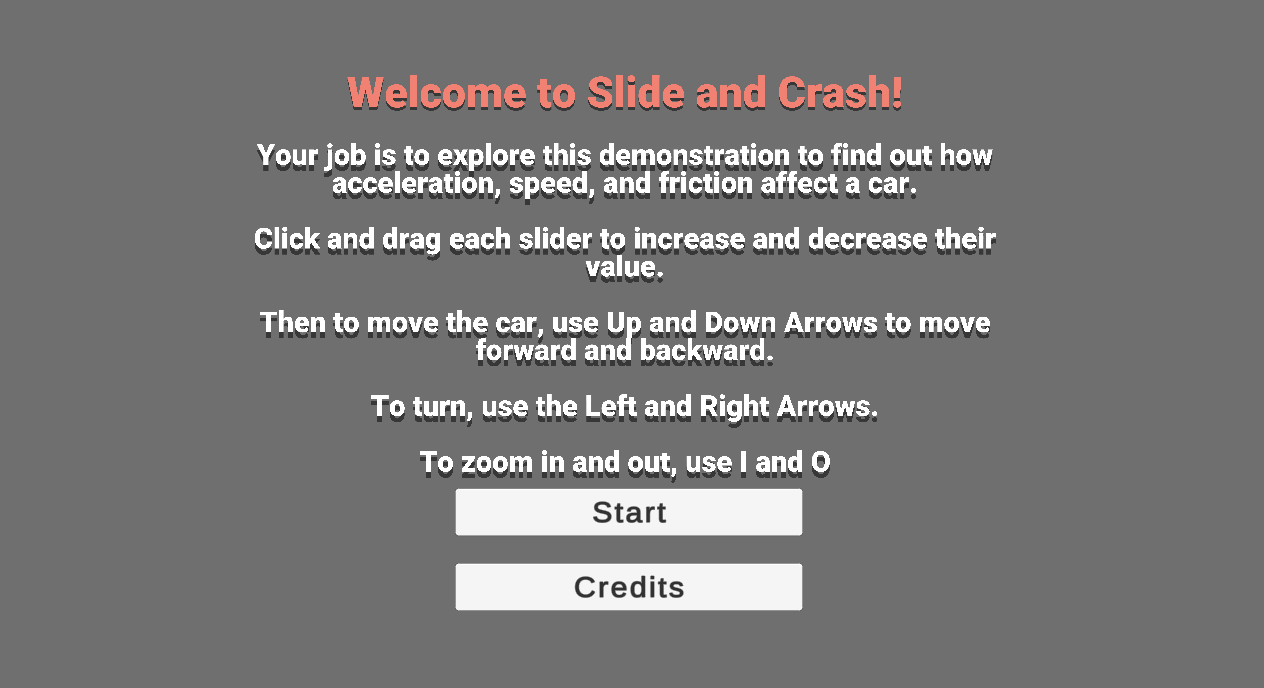 Welcome to Slide and Crash!
Your job is to explore this demonstration to find out how
acceleration, speed, and friction affect a car.
Click and drag each slider to increase and decrease their
value.
Then to move the car, use Up and Down Arrows to move
forward and backward.
To turn, use the Left and Right Arrows.
To zoom in and out, use I and O
Start
Credits